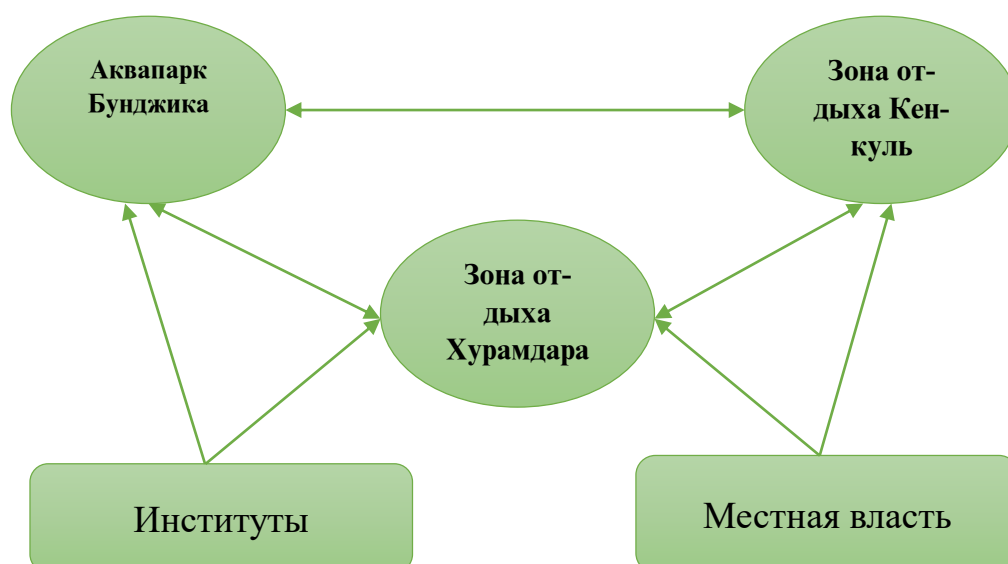 Аквапарк
Бунджика
Зона от-
дыха Кен-
куль
Зона от-
дыха
Хурамдара
Институты
Местная власть